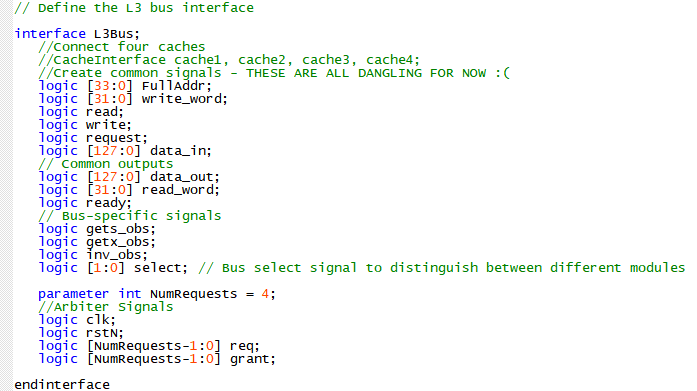 // Define the L3 bus interface
interface L3Bus;
//Connect four caches
//CacheInterface cache1, cache2, cache3, cache4;
//Create common signals - THESE ARE ALL DANGLING FOR NOW :(
logic [33:0] FullAddr;
logic [31:0] write_word;
logic read;
logic write;
logic request;
logic [127:0] data_in;
// Common outputs
logic [127:0] data_out;
logic [31:0] read_word;
logic ready;
// Bus-specific signals
logic gets_obs;
logic getx_obs;
logic inv_obs;
logic [1:0] select; // Bus select signal to distinguish between different modules
parameter int NumRequests = 4;
//Arbiter Signals
logic clk;
logic rstN;
logic [NumRequests-1:0] req;
logic [NumRequests-1:0] grant;
endinterface